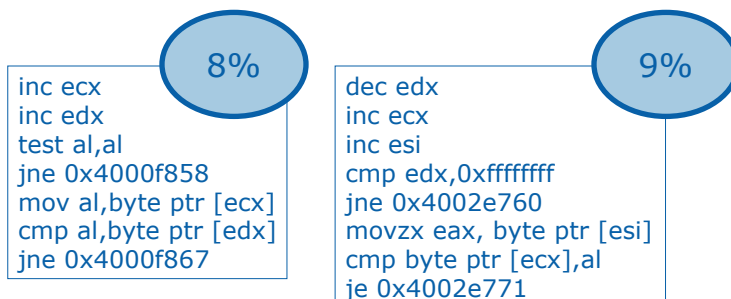 8%
inc ecx
inc edx
test al,al
jne 0x4000f858
mov al,byte ptr [ecx]
cmp al,byte ptr [edx]
jne 0x4000f867
9%
dec edx
inc ecx
inc esi
cmp edx,0xffffffff
jne 0x4002e760
movzx eax, byte ptr [esi]
cmp byte ptr [ecx],al
je 0x4002e771